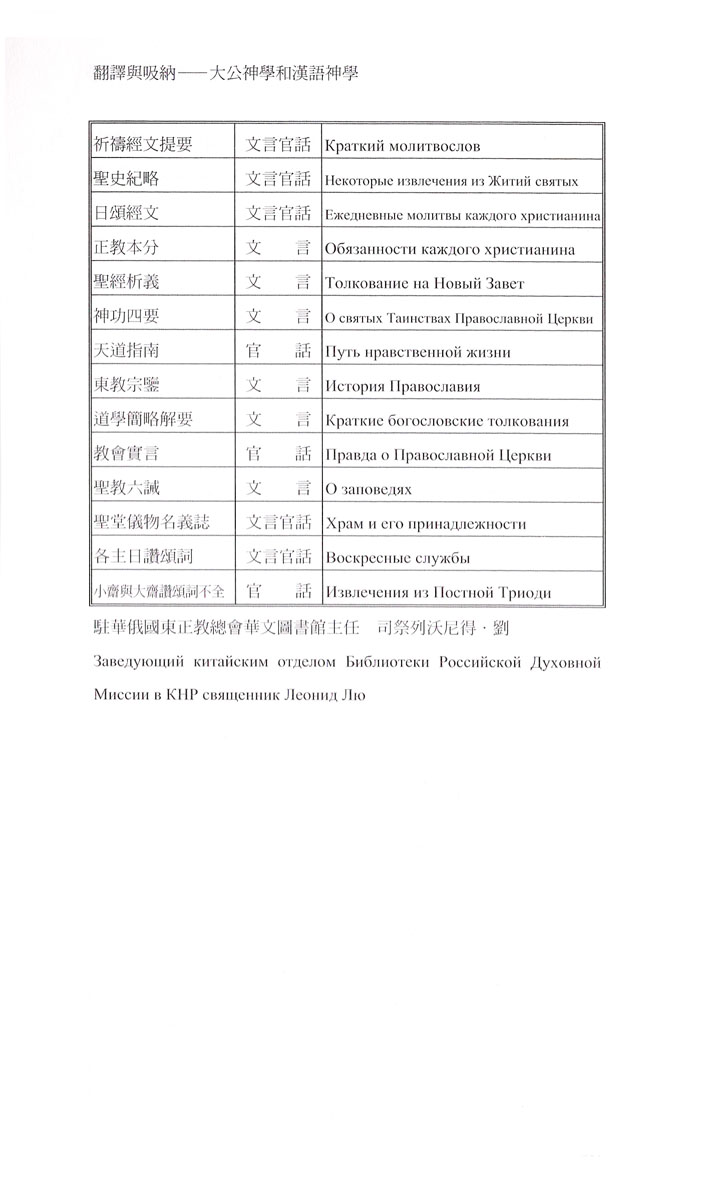 翻譯與吸納——大公神學和漢語神學
祈禱經文提要 文言官話 Краткий молитвослов
聖史紀略 文言官話 Некоторые извлечения из Житий святых
日頌經文 文言官話 Ежедневные молитвы каждого христианина
正教本分 文 言 Обязанности каждого христианина
聖經析義 文 言 Толкование на Новый Завет
神功四要 文 言 О святых Таинствах Православной Церкви
天道指南 官 話 Путь нравственной жизни
東教宗鑒 文 言 История Православия
道學簡略解要 文 言 Краткие богословские толкования
教會實言 官 話 Правда о Православной Церкви
聖教六誡 文 言 О заповедях
聖堂儀物名義誌 文言官話 Храм и его принадлежности
各主日讚頌詞 文言官話 Воскресные службы
小齋與大齋讚頌詞不全 官 話 Извлечения из Постной Триоди
駐華俄國東正教總會華文圖書館主任 司祭列沃尼得·劉
Заведующий китайским отделом Библиотеки Российской Духовной
Миссии в КНР священник Леонид Лю